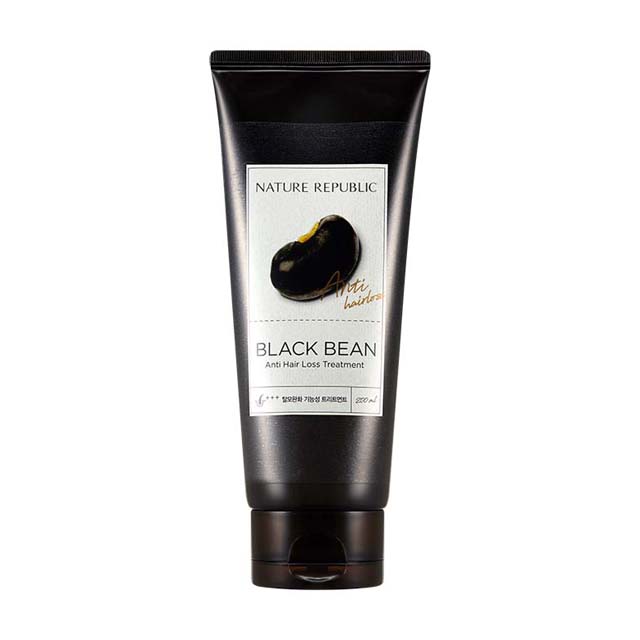 NATURE REPUBLIC
Anti
hairloss
BLACK BEAN
Anti Hair Loss Treatment
탈모완화 기능성 트리트먼트
200 ml